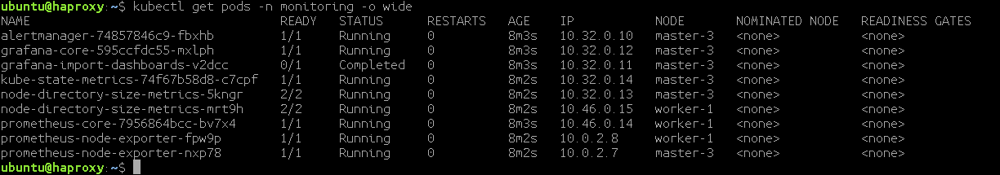 ubuntu@haproxy:~$ kubectl get pods -n monitoring -o wide
NAME READY STATUS RESTARTS AGE IP NODE NOMINATED NODE READINESS GATES
alertmanager-74857846c9-fbxhb 1/1 Running 0 8m3s 10.32.0.10 master-3 <none> <none>
grafana-core-595ccfdc55-mxlph 1/1 Running 0 8m3s 10.32.0.12 master-3 <none> <none>
grafana-import-dashboards-v2dcc 0/1 Completed 0 8m3s 10.32.0.11 master-3 <none> <none>
kube-state-metrics-74f67b58d8-c7cpf 1/1 Running 0 8m2s 10.32.0.14 master-3 <none> <none>
node-directory-size-metrics-5kngr 2/2 Running 0 8m2s 10.32.0.13 master-3 <none> <none>
node-directory-size-metrics-mrt9h 2/2 Running 0 8m2s 10.46.0.15 worker-1 <none> <none>
prometheus-core-7956864bcc-bv7x4 1/1 Running 0 8m3s 10.46.0.14 worker-1 <none> <none>
prometheus-node-exporter-fpw9p 1/1 Running 0 8m2s 10.0.2.8 worker-1 <none> <none>
prometheus-node-exporter-nxp78 1/1 Running 0 8m2s 10.0.2.7 master-3 <none> <none>
ubuntu@haproxy:~$